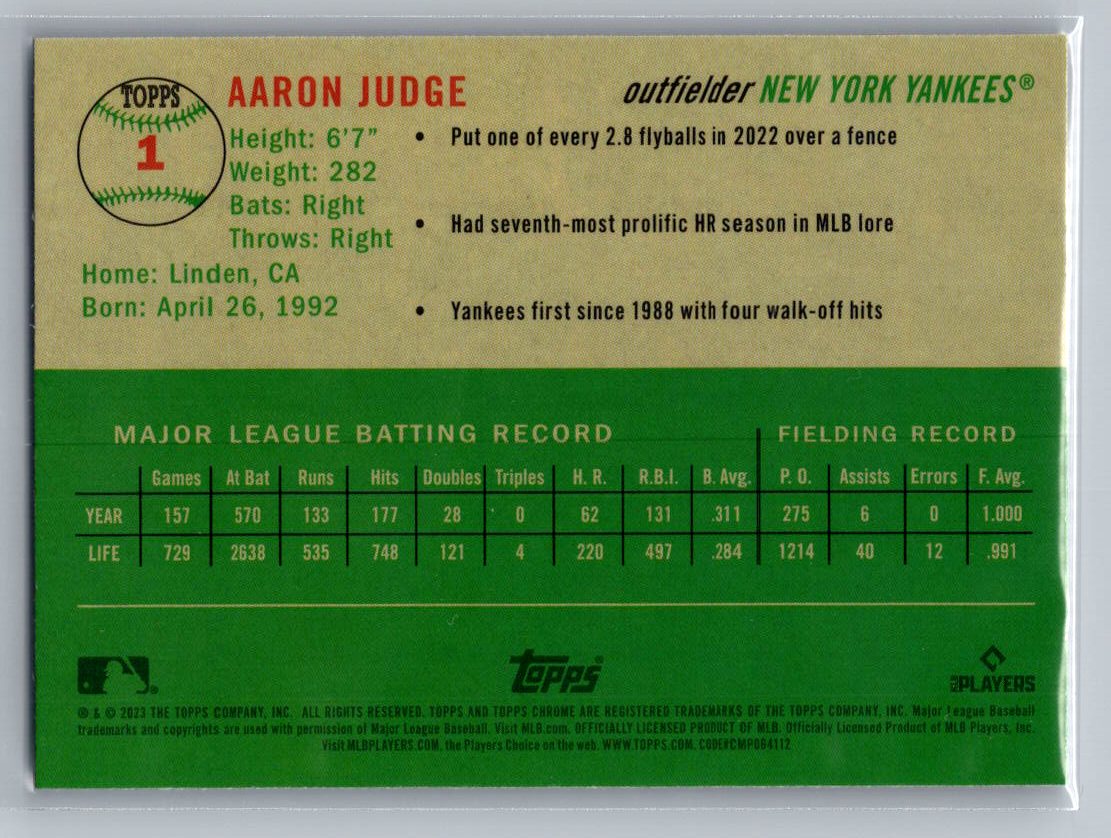 TOPPS
1
AARON JUDGE
outfielder NEW YORK YANKEES®
Height: 6'7"
Weight: 282
Bats: Right
Throws: Right
Home: Linden, CA
Born: April 26, 1992
• Put one of every 2.8 flyballs in 2022 over a fence
• Had seventh-most prolific HR season in MLB lore
• Yankees first since 1988 with four walk-off hits
MAJOR LEAGUE BATTING RECORD FIELDING RECORD
Games At Bat Runs Hits Doubles Triples H. R. R.B.I. B. Avg. P. O. Assists Errors F. Avg.
YEAR 157 570 133 177 28 0 62 131 .311 275 6 0 1.000
LIFE 729 2638 535 748 121 4 220 497 .284 1214 40 12 .991
topps
MLB PLAYERS
® & © 2023 THE TOPPS COMPANY, INC. ALL RIGHTS RESERVED. TOPPS AND TOPPS CHROME ARE REGISTERED TRADEMARKS OF THE TOPPS COMPANY, INC. Major League Baseball
trademarks and copyrights are used with permission of Major League Baseball. Visit MLB.com. OFFICIALLY LICENSED PRODUCT OF MLB. Officially Licensed Product of MLB Players, Inc.
Visit MLBPLAYERS.COM, the Players Choice on the web. WWW.TOPPS.COM. CODE#CMP084112